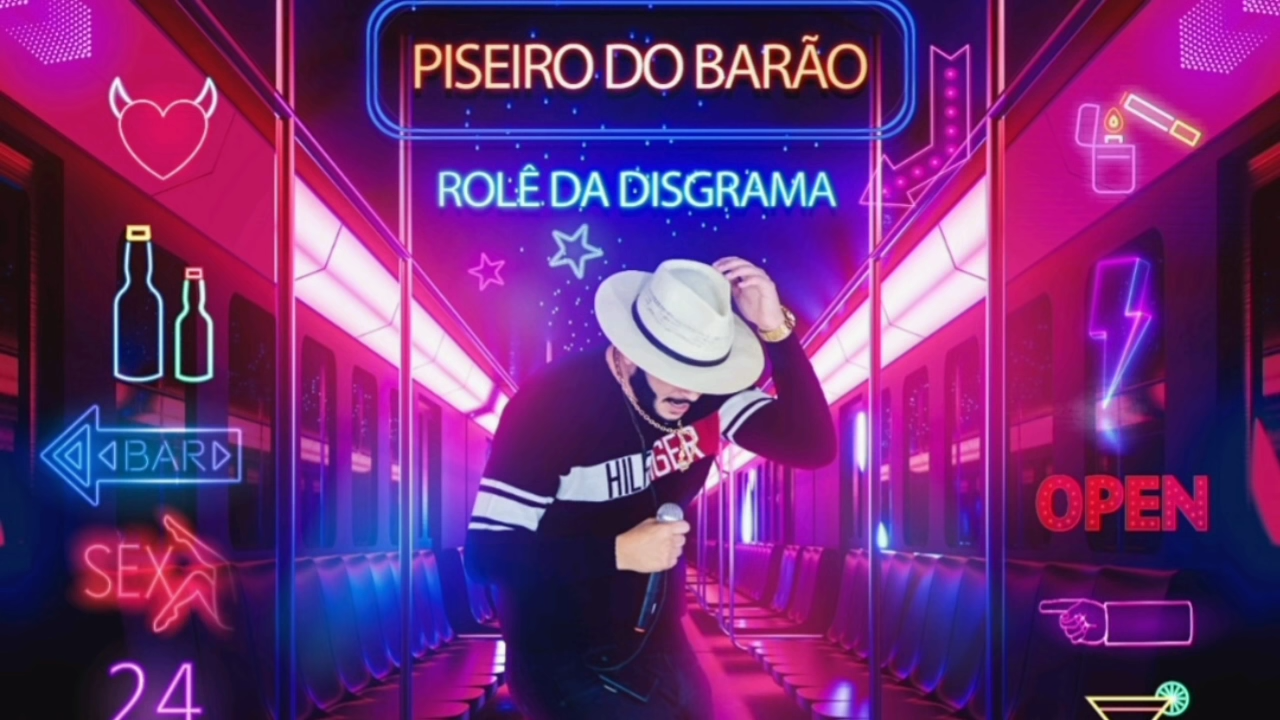 PISEIRO DO BARÃO
ROLÊ DA DISGRAMA
HILFIGER
BAR
OPEN
SEX
24